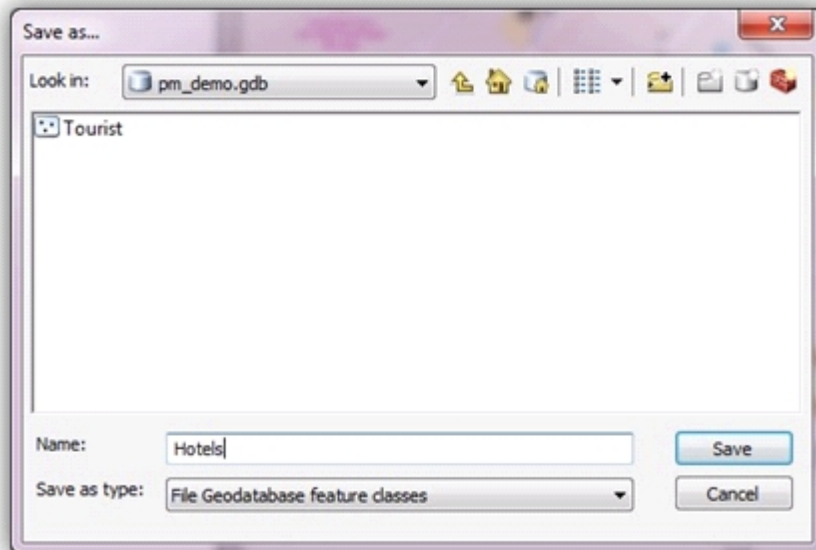 Save as...
Look in: pm_demo.gdb
Tourist
Name: Hotels
Save
Save as type: File Geodatabase feature classes
Cancel